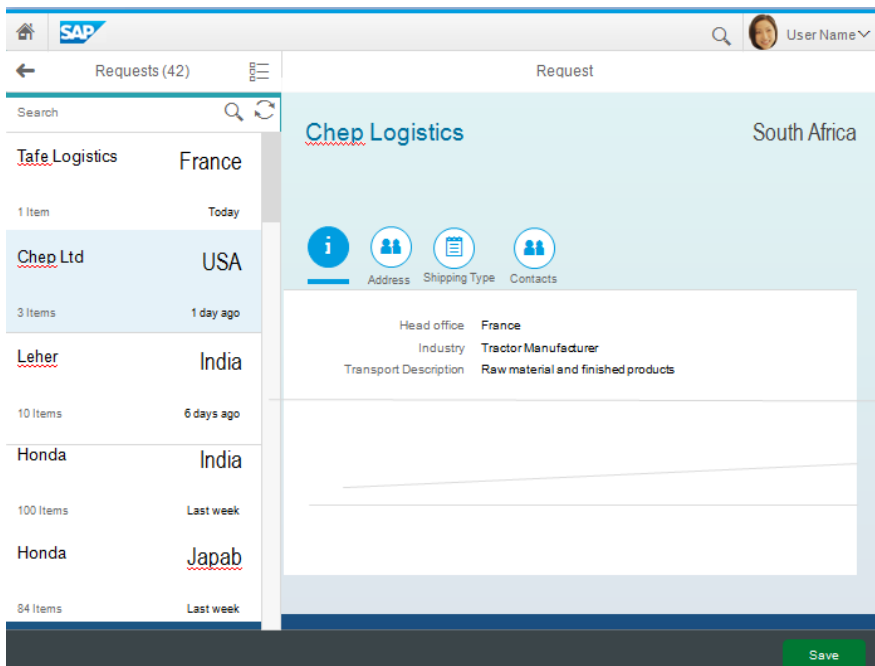 SAP
User Name
Requests (42)
Request
Search
Chep Logistics
South Africa
Tafe Logistics
France
1 Item
Today
Chep Ltd
USA
3 Items
1 day ago
Leher
India
10 Items
6 days ago
Honda
India
100 Items
Last week
Honda
Japab
84 Items
Last week
i
Address
Shipping Type
Contacts
Head office France
Industry Tractor Manufacturer
Transport Description Raw material and finished products
Save